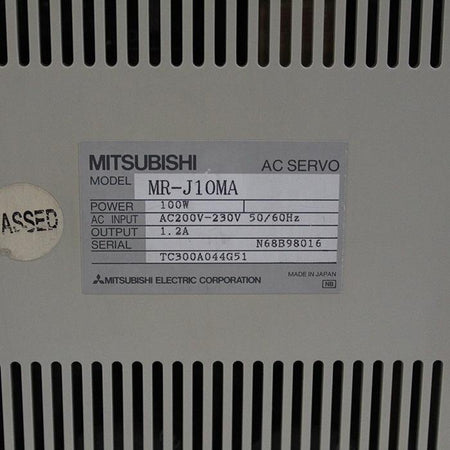 MITSUBISHI AC SERVO
MODEL MR-J10MA
POWER 100W
AC INPUT AC200V-230V 50/60Hz
OUTPUT 1.2A
SERIAL N68B98016
TC300A044G51
MITSUBISHI ELECTRIC CORPORATION MADE IN JAPAN
NB
ASSED